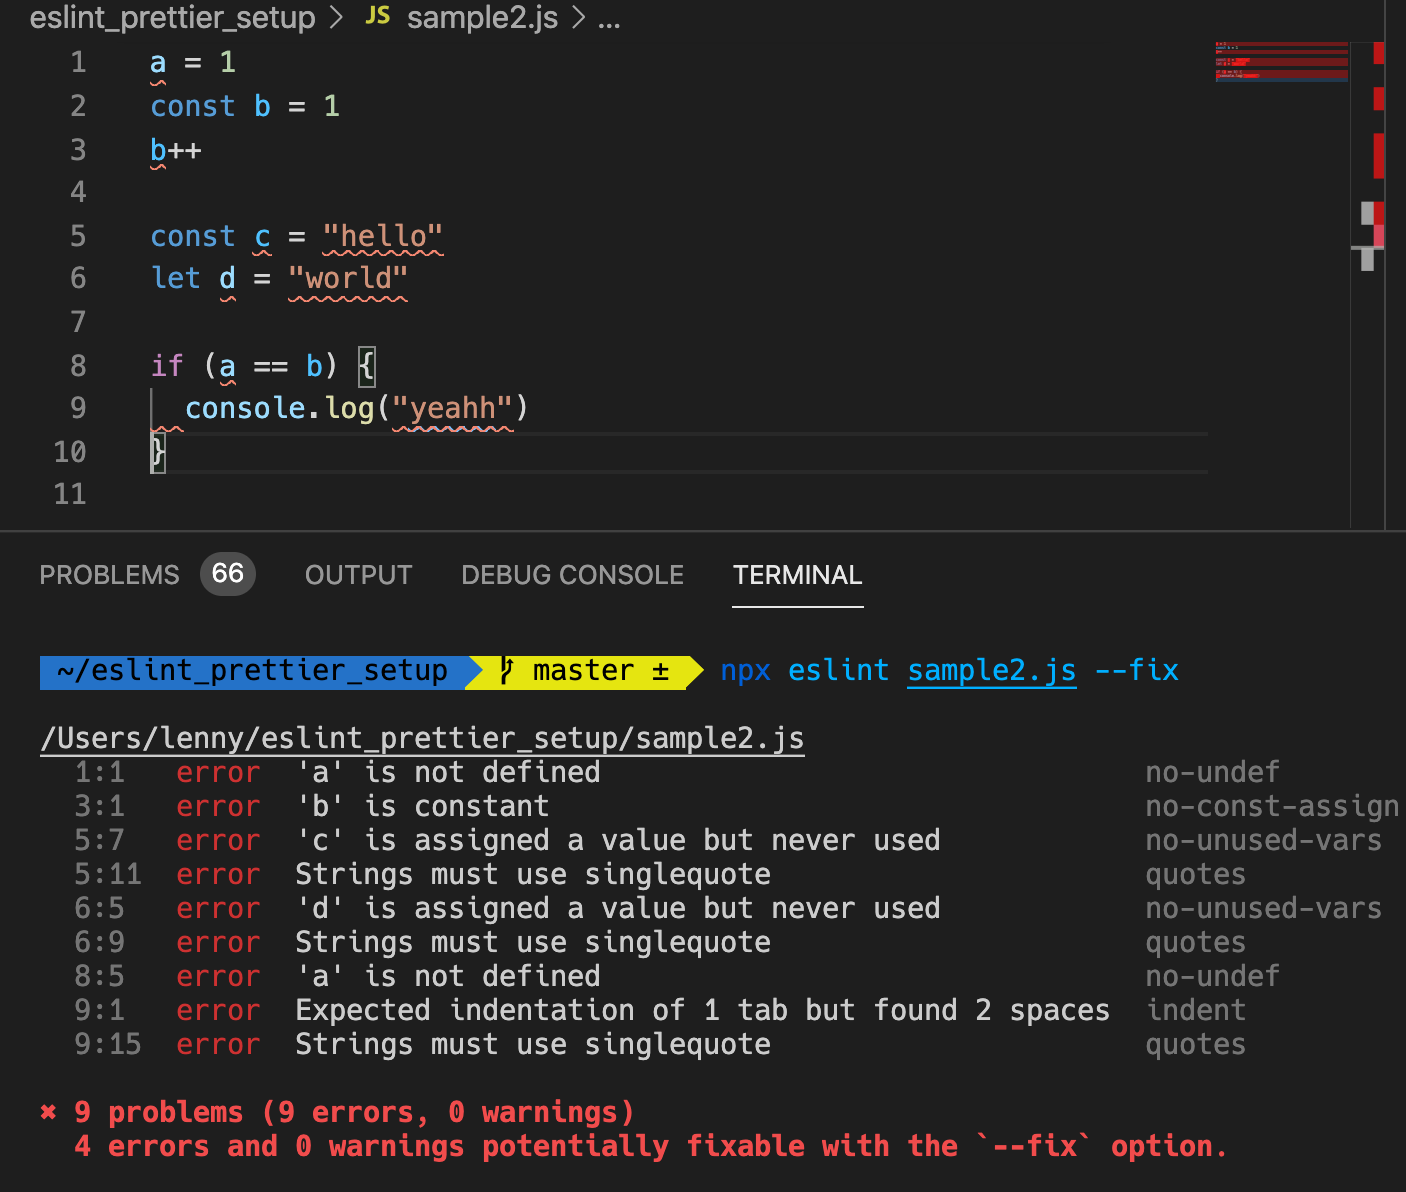 eslint_prettier_setup > JS sample2.js > ...
1 a = 1
2 const b = 1
3 b++
4
5 const c = "hello"
6 let d = "world"
7
8 if (a == b) {
9 console.log("yeahh")
10 }
11
PROBLEMS 66 OUTPUT DEBUG CONSOLE TERMINAL
~/eslint_prettier_setup master ± npx eslint sample2.js --fix
/Users/lenny/eslint_prettier_setup/sample2.js
1:1 error 'a' is not defined no-undef
3:1 error 'b' is constant no-const-assign
5:7 error 'c' is assigned a value but never used no-unused-vars
5:11 error Strings must use singlequote quotes
6:5 error 'd' is assigned a value but never used no-unused-vars
6:9 error Strings must use singlequote quotes
8:5 error 'a' is not defined no-undef
9:1 error Expected indentation of 1 tab but found 2 spaces indent
9:15 error Strings must use singlequote quotes
✖ 9 problems (9 errors, 0 warnings)
4 errors and 0 warnings potentially fixable with the `--fix` option.